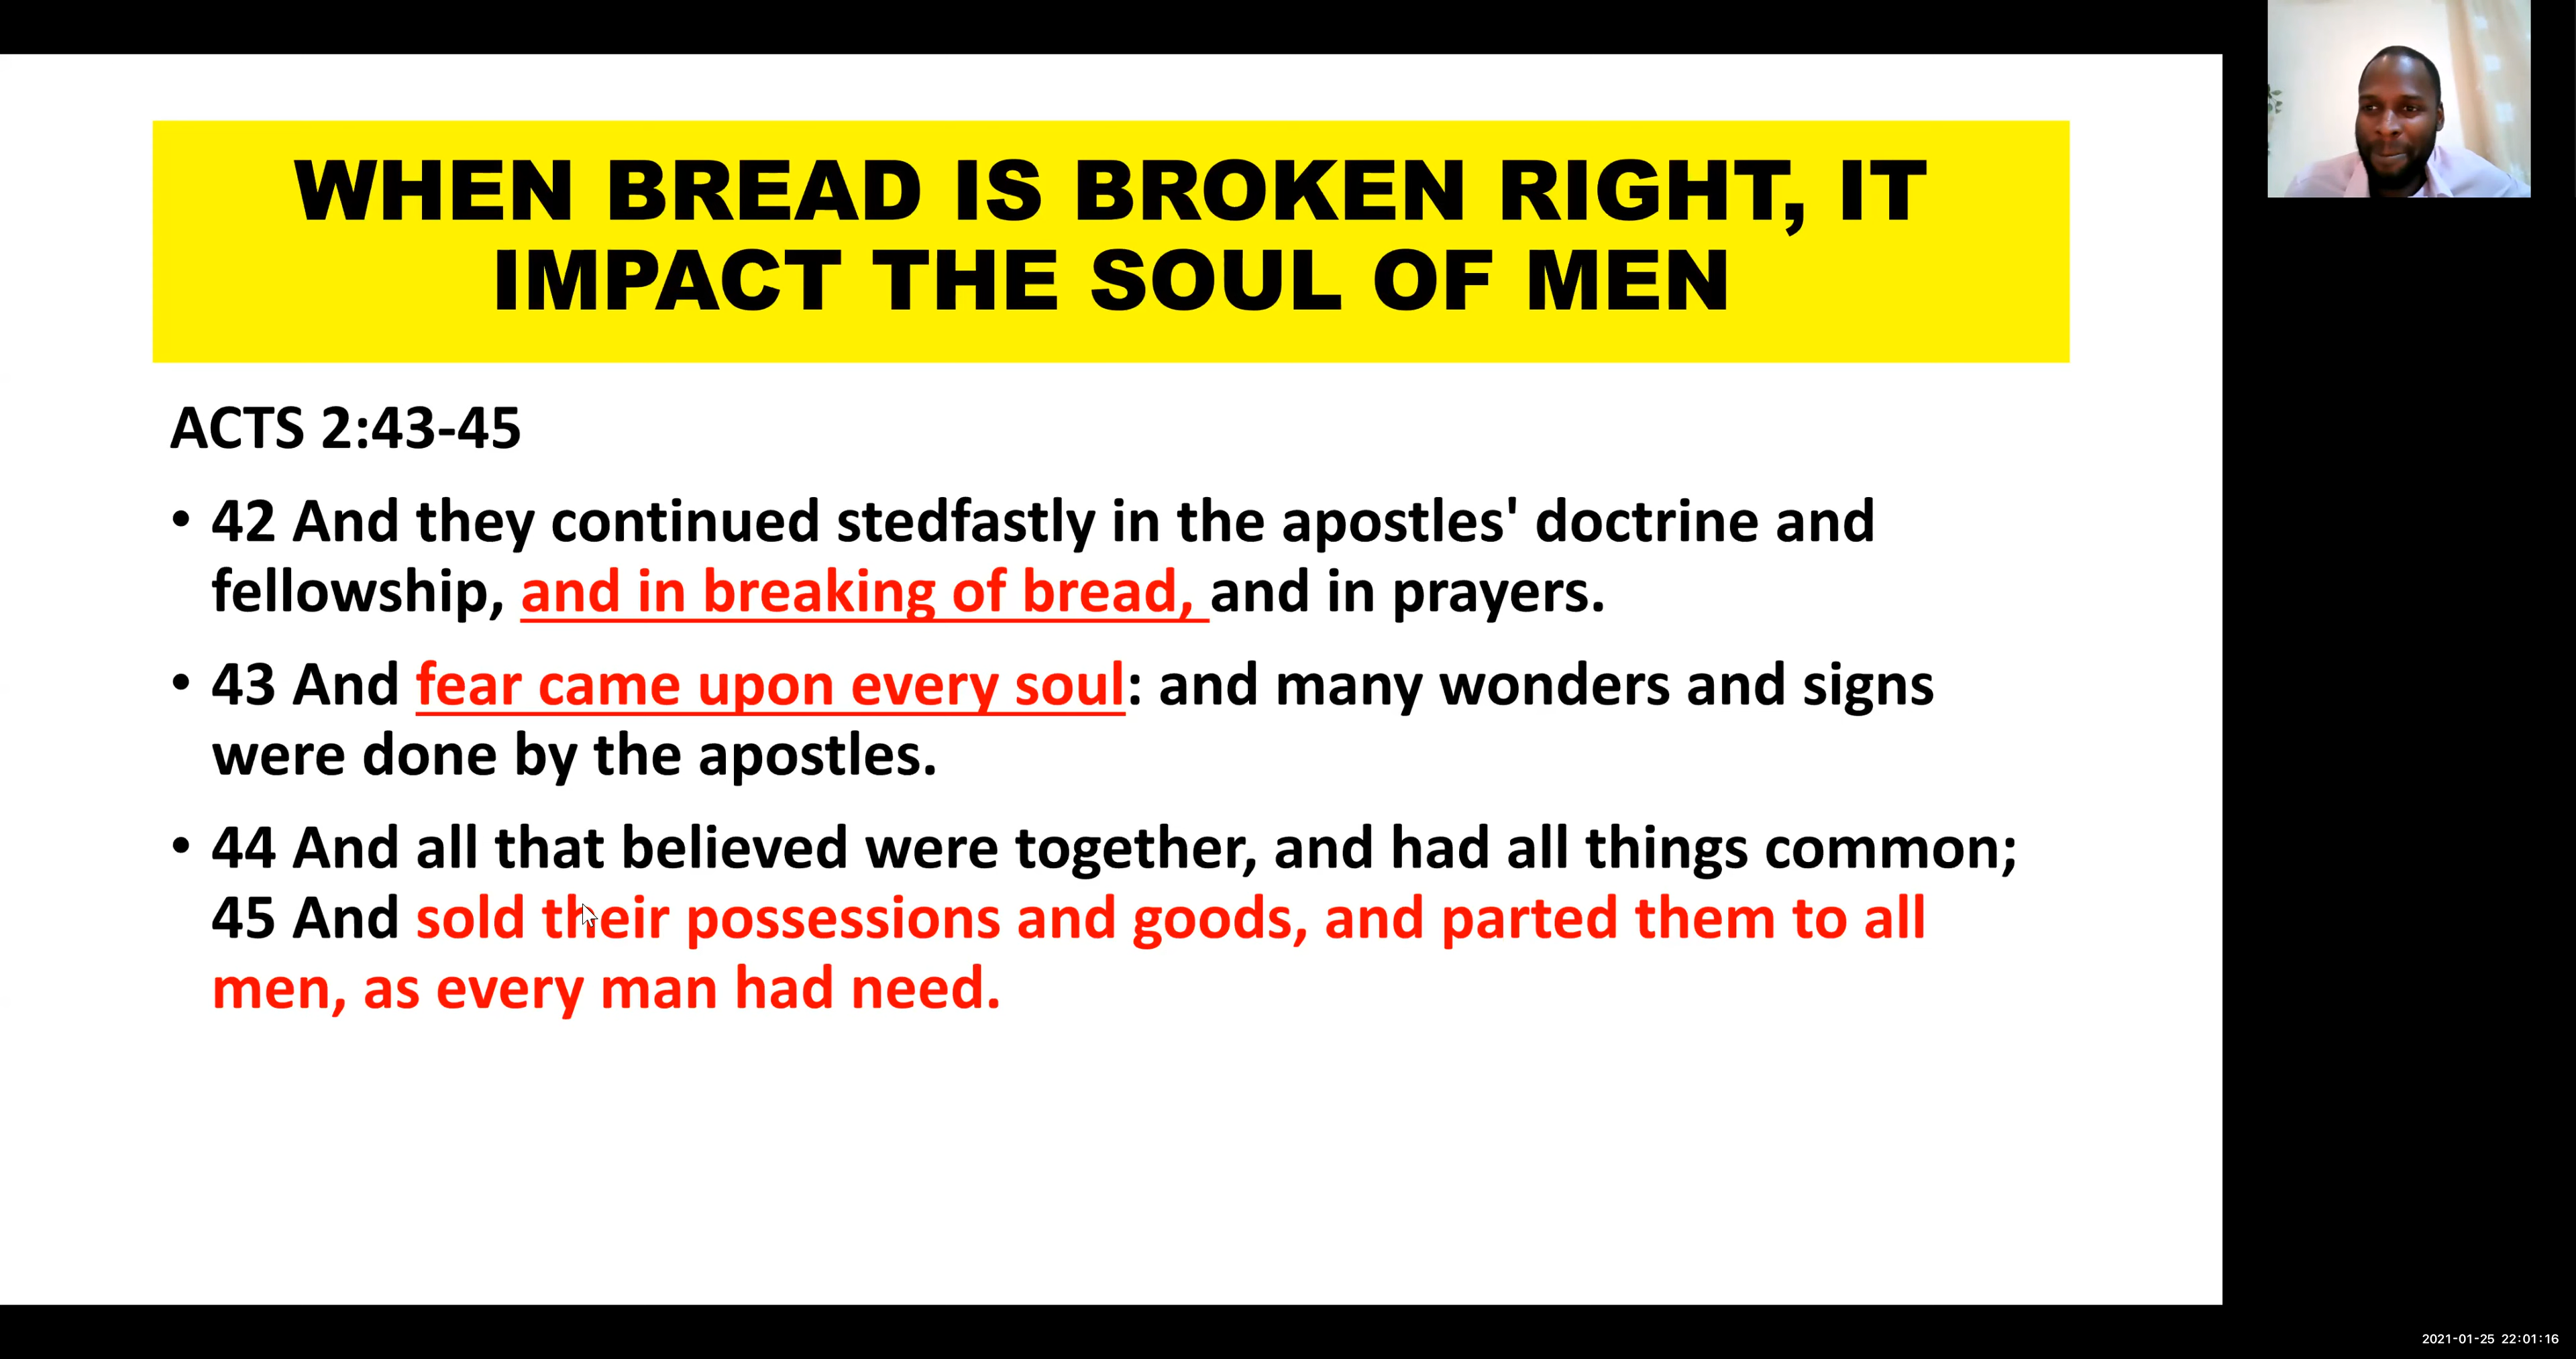 WHEN BREAD IS BROKEN RIGHT, IT
IMPACT THE SOUL OF MEN
ACTS 2:43-45
• 42 And they continued stedfastly in the apostles' doctrine and
fellowship, and in breaking of bread, and in prayers.
• 43 And fear came upon every soul: and many wonders and signs
were done by the apostles.
• 44 And all that believed were together, and had all things common;
45 And sold their possessions and goods, and parted them to all
men, as every man had need.
2021-01-25 22:01:16